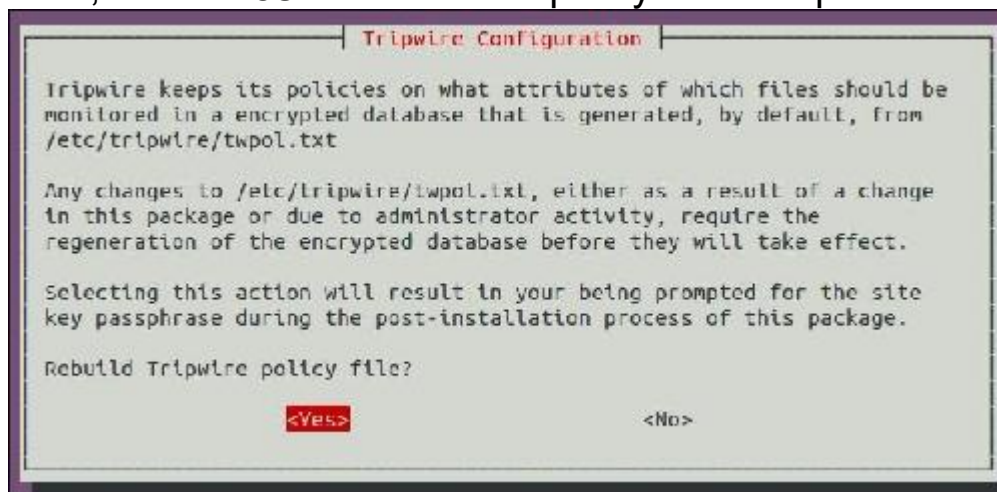 Tripwire Configuration
Tripwire keeps its policies on what attributes of which files should be
monitored in a encrypted database that is generated, by default, from
/etc/tripwire/twpol.txt
Any changes to /etc/tripwire/twpol.txt, either as a result of a change
in this package or due to administrator activity, require the
regeneration of the encrypted database before they will take effect.
Selecting this action will result in your being prompted for the site
key passphrase during the post-installation process of this package.
Rebuild Tripwire policy file?
<Yes> <No>